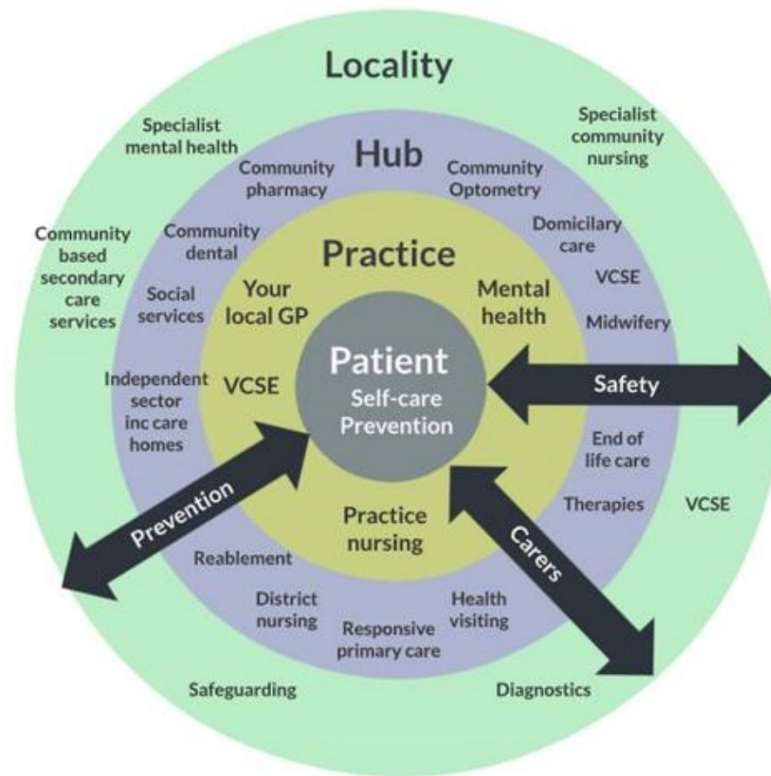 Locality
Specialist
mental health
Specialist
community
nursing
Community
based
secondary
care
services
Hub
Community
pharmacy
Community
Optometry
Community
dental
Domicilary
care
VCSE
Social
services
Midwifery
Independent
sector
inc care
homes
Practice
Your
local GP
Mental
health
VCSE
Patient
Self-care
Prevention
Safety
Prevention
Carers
Practice
nursing
End of
life care
Therapies
VCSE
Reablement
District
nursing
Responsive
primary care
Health
visiting
Safeguarding
Diagnostics